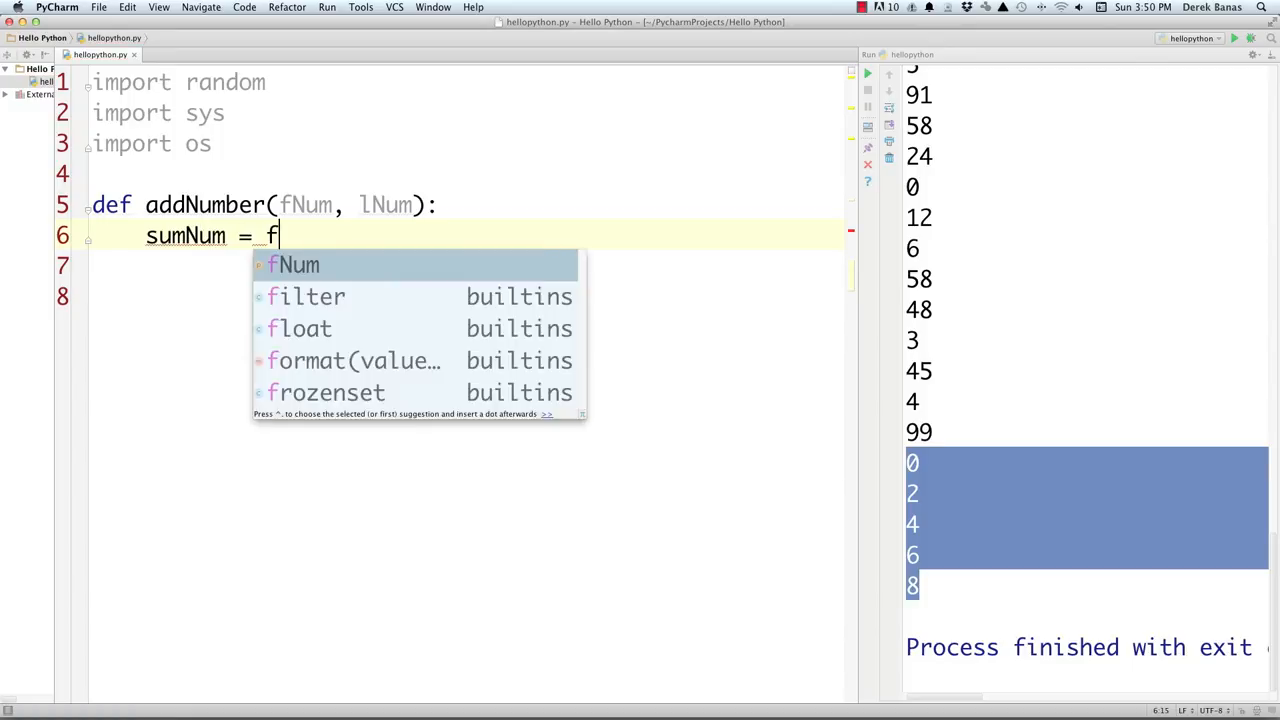 PyCharm File Edit View Navigate Code Refactor Run Tools VCS Window Help 10 Sun 3:50 PM Derek Banas
hellopython.py - Hello Python - [~/PycharmProjects/Hello Python]
Hello Python hellopython.py hellopython
hellopython.py Run hellopython
Hello P
hell
Extern
1 import random
2 import sys
3 import os
4
5 def addNumber(fNum, lNum):
6 sumNum = f
7
8
fNum
filter builtins
float builtins
format(value… builtins
frozenset builtins
Press ^. to choose the selected (or first) suggestion and insert a dot afterwards >>
91
58
24
0
12
6
58
48
3
45
4
99
0
2
4
6
8
Process finished with exit
6:15 LF UTF-8